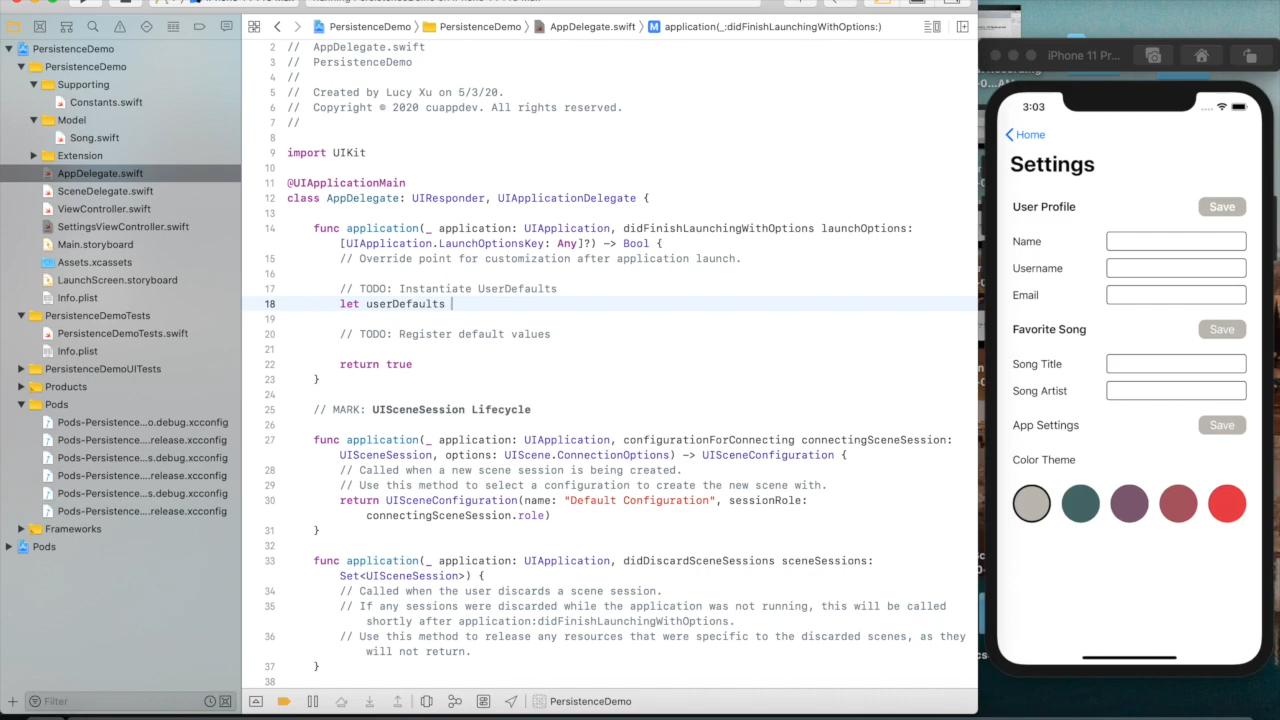 PersistenceDemo
PersistenceDemo
AppDelegate.swift
M
application(_:didFinishLaunchingWithOptions:)
PersistenceDemo
PersistenceDemo
Supporting
Constants.swift
Model
Song.swift
Extension
AppDelegate.swift
SceneDelegate.swift
ViewController.swift
SettingsViewController.swift
Main.storyboard
Assets.xcassets
LaunchScreen.storyboard
Info.plist
PersistenceDemoTests
PersistenceDemoTests.swift
Info.plist
PersistenceDemoUITests
Products
Pods
Pods-Persistence...o.debug.xcconfig
Pods-Persistence....release.xcconfig
Pods-Persistence...s.debug.xcconfig
Pods-Persistence....release.xcconfig
Pods-Persistence...s.debug.xcconfig
Pods-Persistence....release.xcconfig
Frameworks
Pods
Filter
2 // AppDelegate.swift
3 // PersistenceDemo
4 //
5 // Created by Lucy Xu on 5/3/20.
6 // Copyright © 2020 cuappdev. All rights reserved.
7 //
8
9 import UIKit
10
11 @UIApplicationMain
12 class AppDelegate: UIResponder, UIApplicationDelegate {
13
14 func application(_ application: UIApplication, didFinishLaunchingWithOptions launchOptions:
[UIApplication.LaunchOptionsKey: Any]?) -> Bool {
15 // Override point for customization after application launch.
16
17 // TODO: Instantiate UserDefaults
18 let userDefaults
19
20 // TODO: Register default values
21
22 return true
23 }
24
25 // MARK: UISceneSession Lifecycle
26
27 func application(_ application: UIApplication, configurationForConnecting connectingSceneSession:
UISceneSession, options: UIScene.ConnectionOptions) -> UISceneConfiguration {
28 // Called when a new scene session is being created.
29 // Use this method to select a configuration to create the new scene with.
30 return UISceneConfiguration(name: "Default Configuration", sessionRole:
connectingSceneSession.role)
31 }
32
33 func application(_ application: UIApplication, didDiscardSceneSessions sceneSessions:
Set<UISceneSession>) {
34 // Called when the user discards a scene session.
35 // If any sessions were discarded while the application was not running, this will be called
shortly after application:didFinishLaunchingWithOptions.
36 // Use this method to release any resources that were specific to the discarded scenes, as they
will not return.
37 }
38
PersistenceDemo
iPhone 11 Pr...
3:03
Home
Settings
User Profile Save
Name
Username
Email
Favorite Song Save
Song Title
Song Artist
App Settings Save
Color Theme